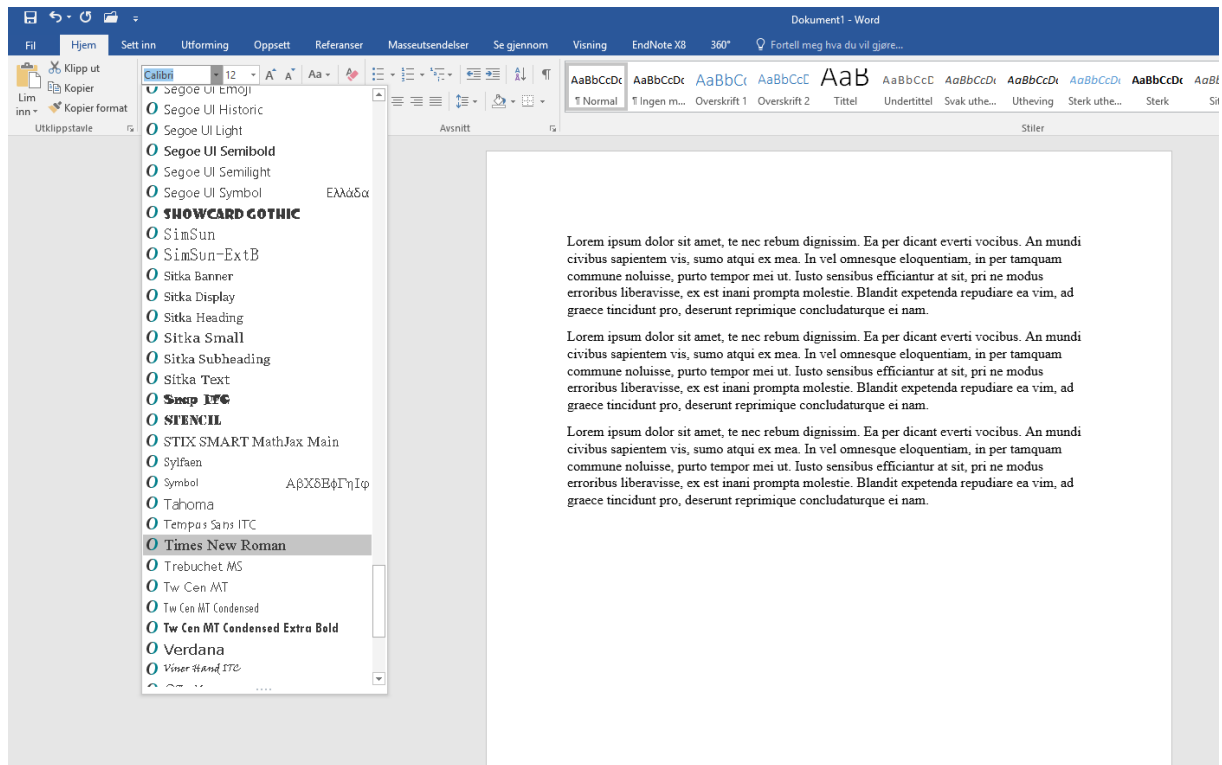 Dokument1 - Word
Fil Hjem Sett inn Utforming Oppsett Referanser Masseutsendelser Se gjennom Visning EndNote X8 360° Fortell meg hva du vil gjøre...
Lim inn
Klipp ut
Kopier
Kopier format
Utklippstavle
Calibri 12 A A Aa
Avsnitt
AaBbCcDc AaBbCcDc AaBbC AaBbCcE AaB AaBbCcD AaBbCcDc AaBbCcDc AaBbCcDc AaBbCcDc
¶ Normal ¶ Ingen m... Overskrift 1 Overskrift 2 Tittel Undertittel Svak uthe... Utheving Sterk uthe... Sterk
Stiler
O Segoe UI Emoji
O Segoe UI Historic
O Segoe UI Light
O Segoe UI Semibold
O Segoe UI Semilight
O Segoe UI Symbol Ελλάδα
O SHOWCARD GOTHIC
O SimSun
O SimSun-ExtB
O Sitka Banner
O Sitka Display
O Sitka Heading
O Sitka Small
O Sitka Subheading
O Sitka Text
O Snap ITC
O STENCIL
O STIX SMART MathJax Main
O Sylfaen
O Symbol ΑβΧδΕϕΓηΙφ
O Tahoma
O Tempus Sans ITC
O Times New Roman
O Trebuchet MS
O Tw Cen MT
O Tw Cen MT Condensed
O Tw Cen MT Condensed Extra Bold
O Verdana
O Viner Hand ITC
Lorem ipsum dolor sit amet, te nec rebum dignissim. Ea per dicant everti vocibus. An mundi
civibus sapientem vis, sumo atqui ex mea. In vel omnesque eloquentiam, in per tamquam
commune noluisse, purto tempor mei ut. Iusto sensibus efficiantur at sit, pri ne modus
erroribus liberavisse, ex est inani prompta molestie. Blandit expetenda repudiare ea vim, ad
graece tincidunt pro, deserunt reprimique concludaturque ei nam.
Lorem ipsum dolor sit amet, te nec rebum dignissim. Ea per dicant everti vocibus. An mundi
civibus sapientem vis, sumo atqui ex mea. In vel omnesque eloquentiam, in per tamquam
commune noluisse, purto tempor mei ut. Iusto sensibus efficiantur at sit, pri ne modus
erroribus liberavisse, ex est inani prompta molestie. Blandit expetenda repudiare ea vim, ad
graece tincidunt pro, deserunt reprimique concludaturque ei nam.
Lorem ipsum dolor sit amet, te nec rebum dignissim. Ea per dicant everti vocibus. An mundi
civibus sapientem vis, sumo atqui ex mea. In vel omnesque eloquentiam, in per tamquam
commune noluisse, purto tempor mei ut. Iusto sensibus efficiantur at sit, pri ne modus
erroribus liberavisse, ex est inani prompta molestie. Blandit expetenda repudiare ea vim, ad
graece tincidunt pro, deserunt reprimique concludaturque ei nam.